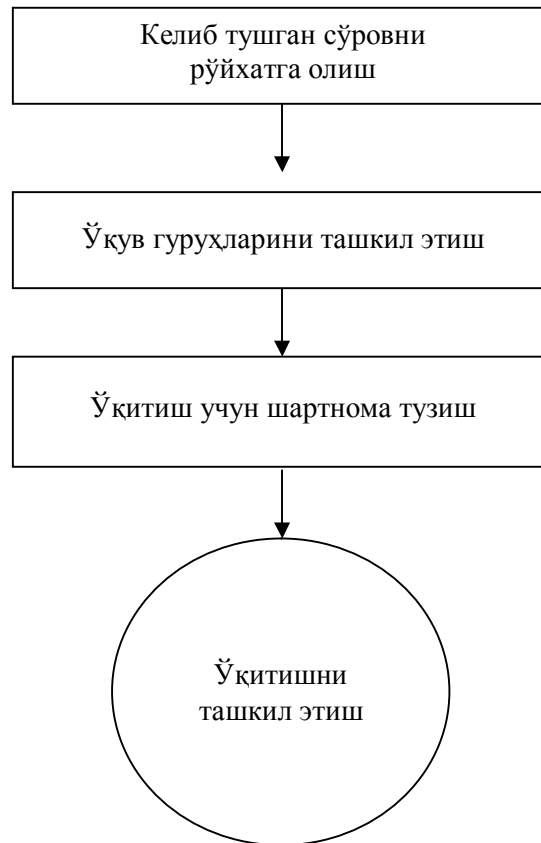 Келиб тушган сўровни
рўйхатга олиш
Ўқув гуруҳларини ташкил этиш
Ўқитиш учун шартнома тузиш
Ўқитишни
ташкил этиш